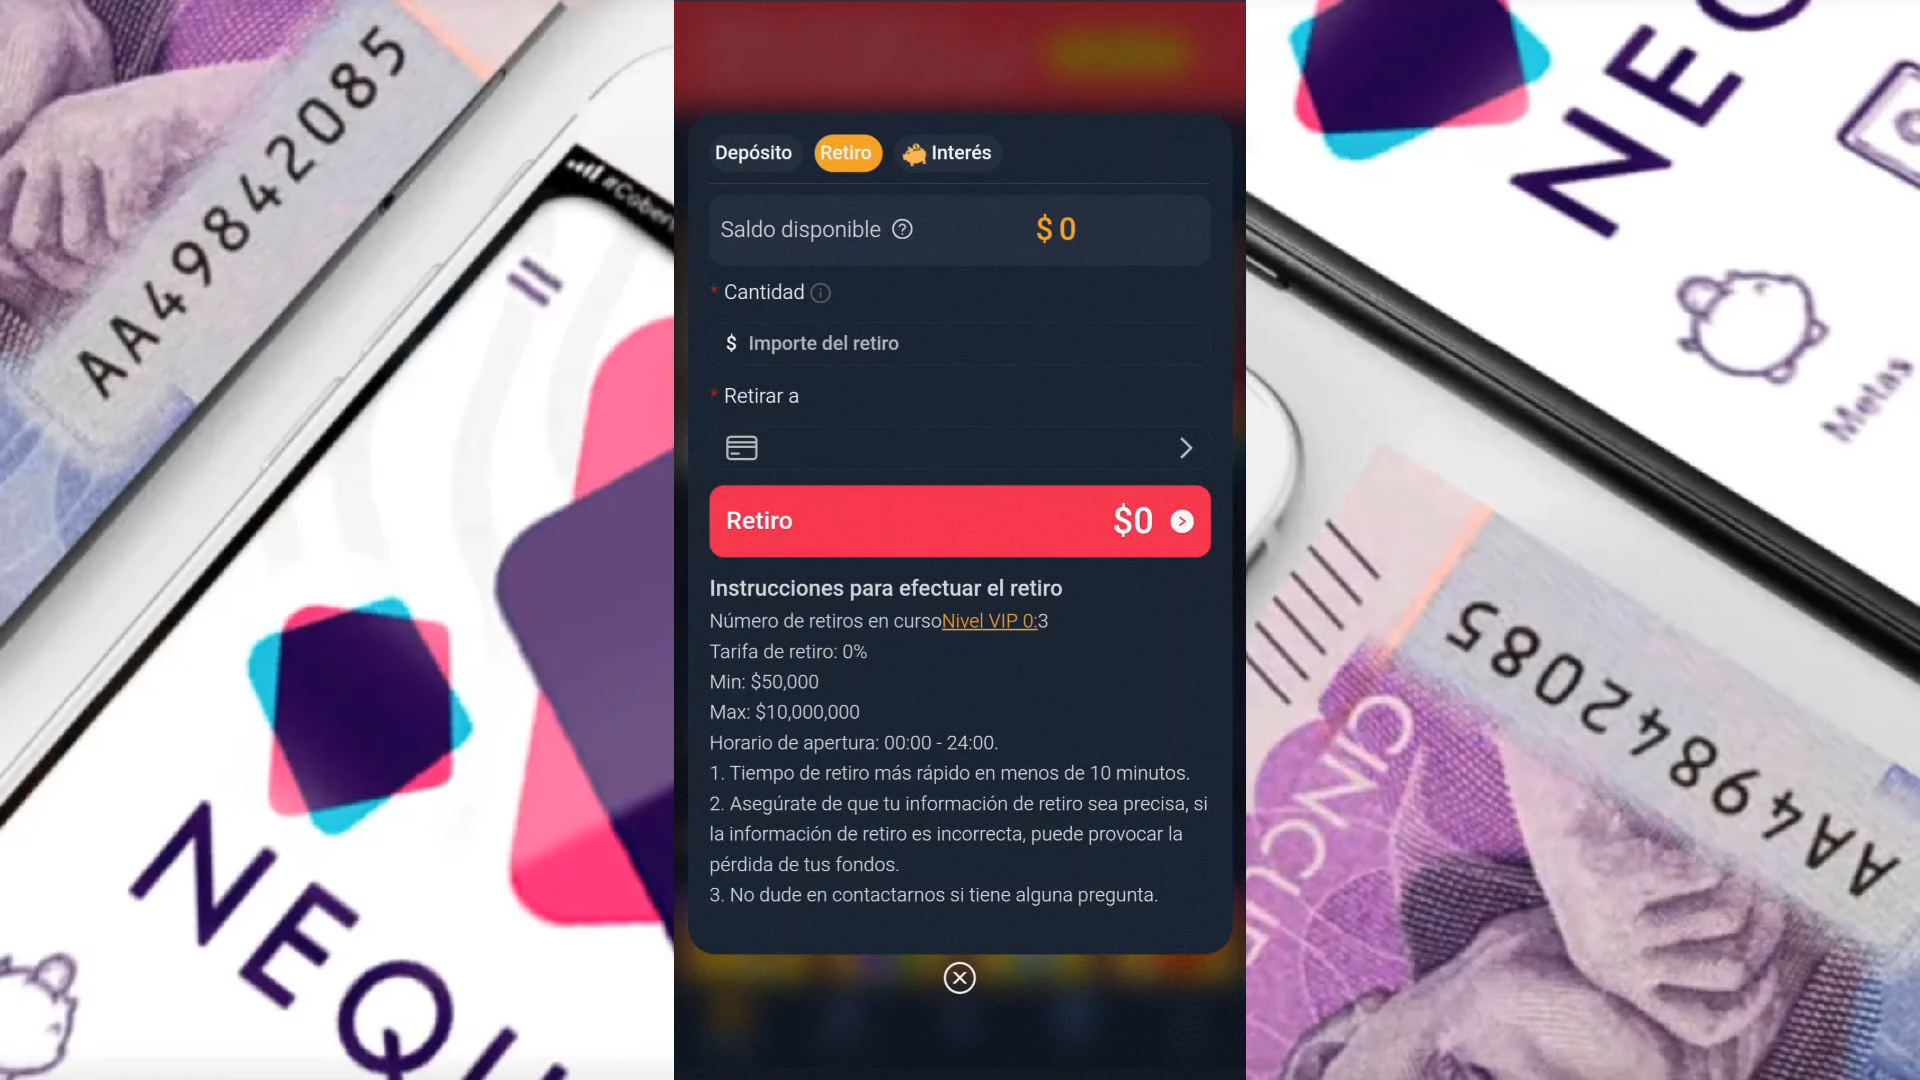 AA49842085
#Cober
NEQU
Depósito Retiro Interés
Saldo disponible ? $ 0
* Cantidad
$ Importe del retiro
* Retirar a
Retiro $0
Instrucciones para efectuar el retiro
Número de retiros en cursoNivel VIP 0:3
Tarifa de retiro: 0%
Min: $50,000
Max: $10,000,000
Horario de apertura: 00:00 - 24:00.
1. Tiempo de retiro más rápido en menos de 10 minutos.
2. Asegúrate de que tu información de retiro sea precisa, si
la información de retiro es incorrecta, puede provocar la
pérdida de tus fondos.
3. No dude en contactarnos si tiene alguna pregunta.
NEQ
Metas
AA49842085
CINCUE